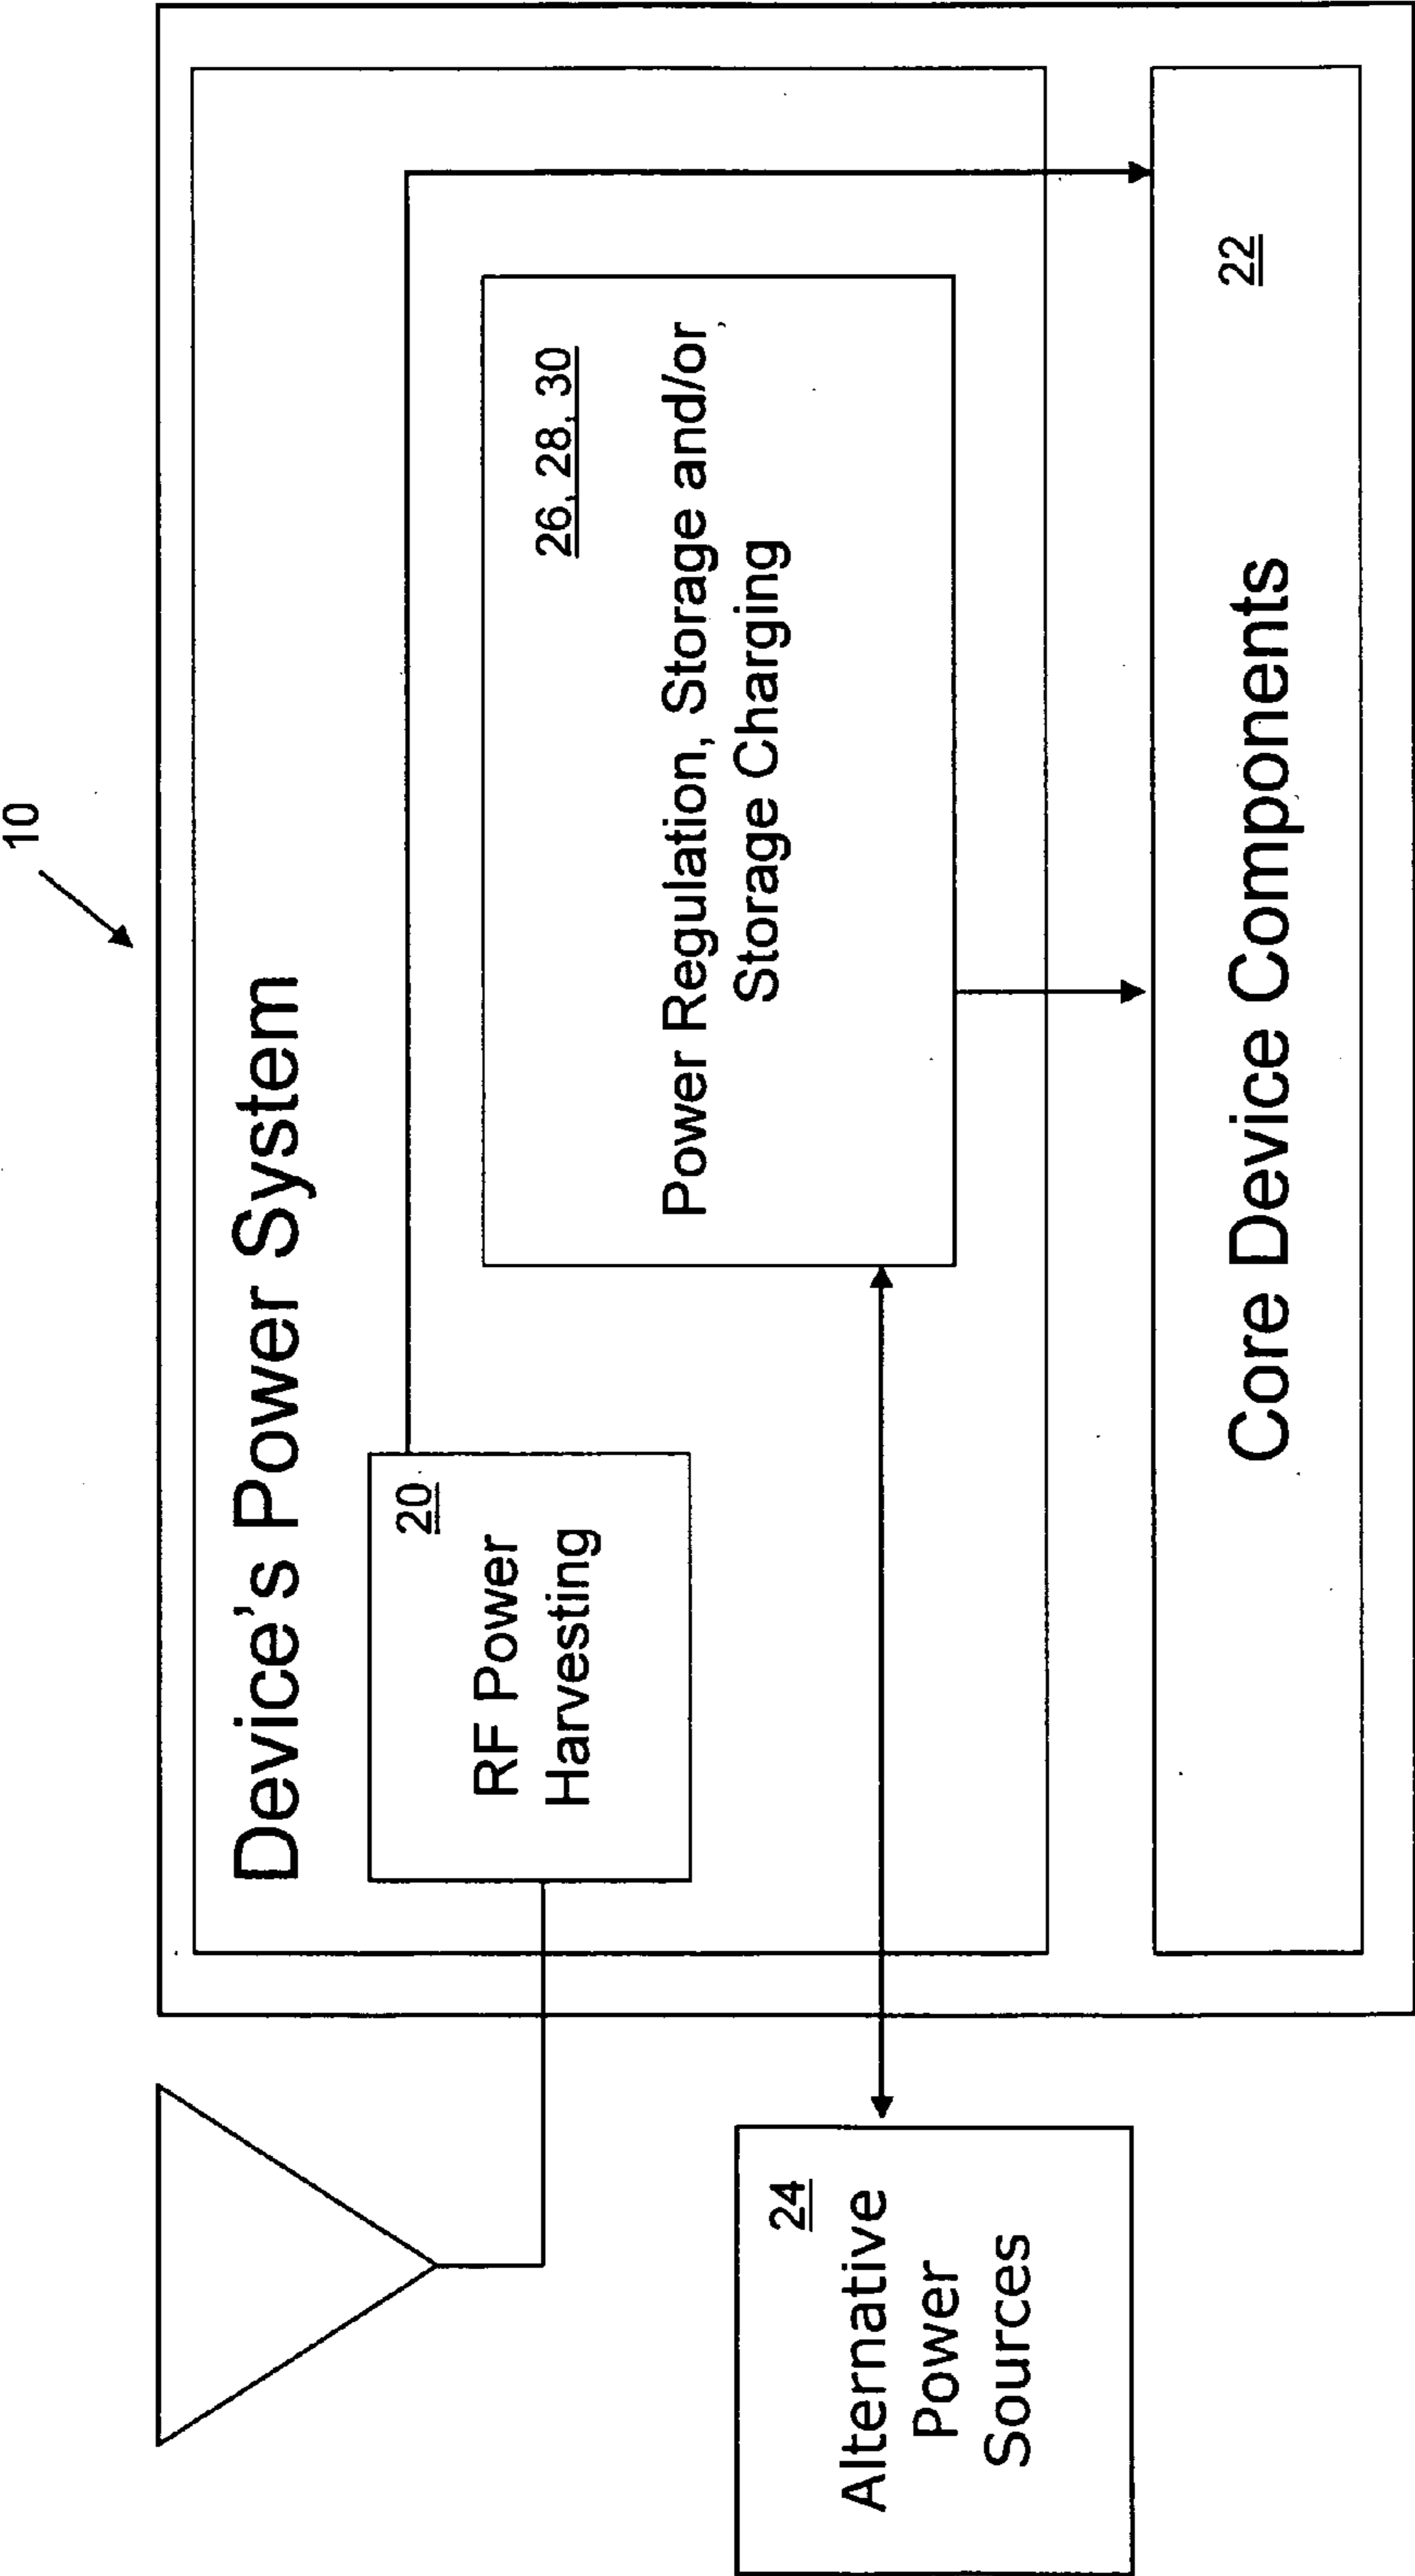 10
Device's Power System
20
RF Power
Harvesting
26, 28, 30
Power Regulation, Storage and/or
Storage Charging
24
Alternative
Power
Sources
22
Core Device Components